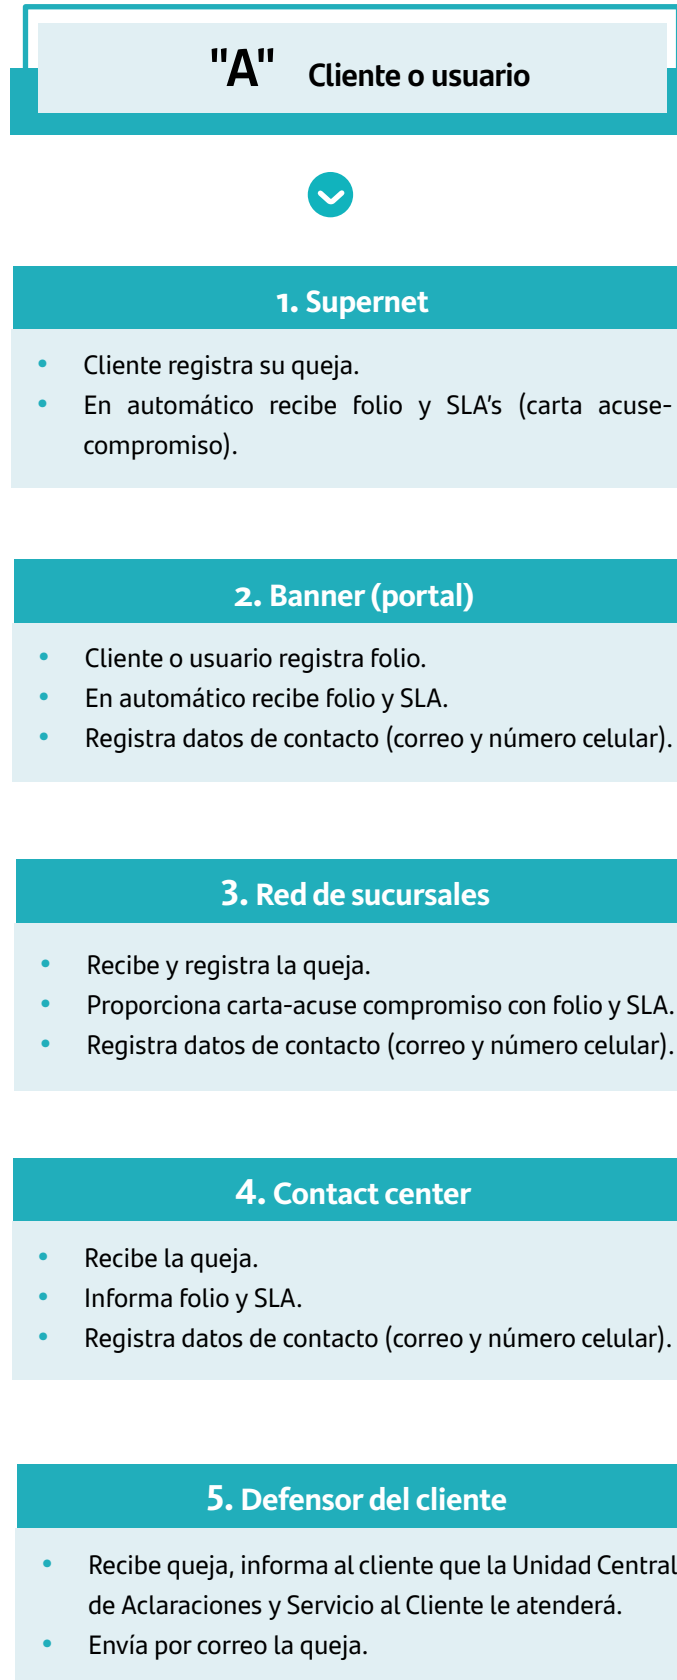 "A" Cliente o usuario
1. Supernet
• Cliente registra su queja.
• En automático recibe folio y SLA’s (carta acuse-
compromiso).
2. Banner (portal)
• Cliente o usuario registra folio.
• En automático recibe folio y SLA.
• Registra datos de contacto (correo y número celular).
3. Red de sucursales
• Recibe y registra la queja.
• Proporciona carta-acuse compromiso con folio y SLA.
• Registra datos de contacto (correo y número celular).
4. Contact center
• Recibe la queja.
• Informa folio y SLA.
• Registra datos de contacto (correo y número celular).
5. Defensor del cliente
• Recibe queja, informa al cliente que la Unidad Central
de Aclaraciones y Servicio al Cliente le atenderá.
• Envía por correo la queja.